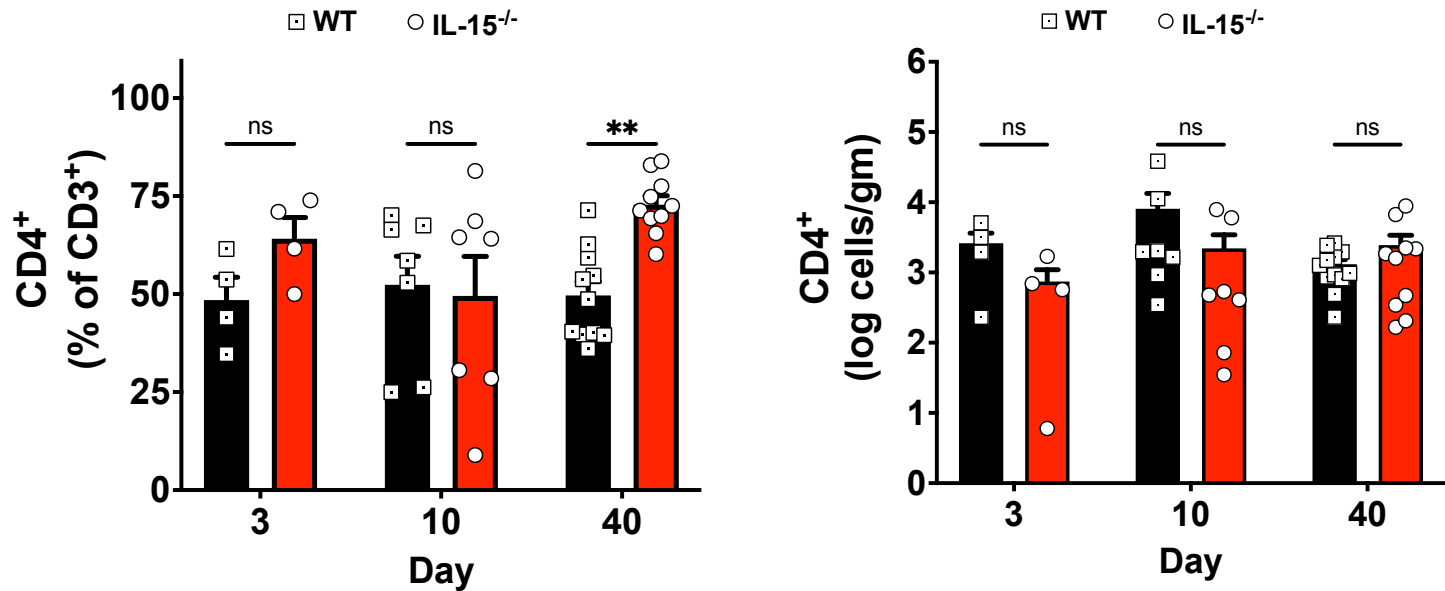 WT IL-15-/-
CD4+
(% of CD3+)
100
75
50
25
0
ns ns **
3 10 40
Day
WT IL-15-/-
CD4+
(log cells/gm)
6
5
4
3
2
1
0
ns ns ns
3 10 40
Day